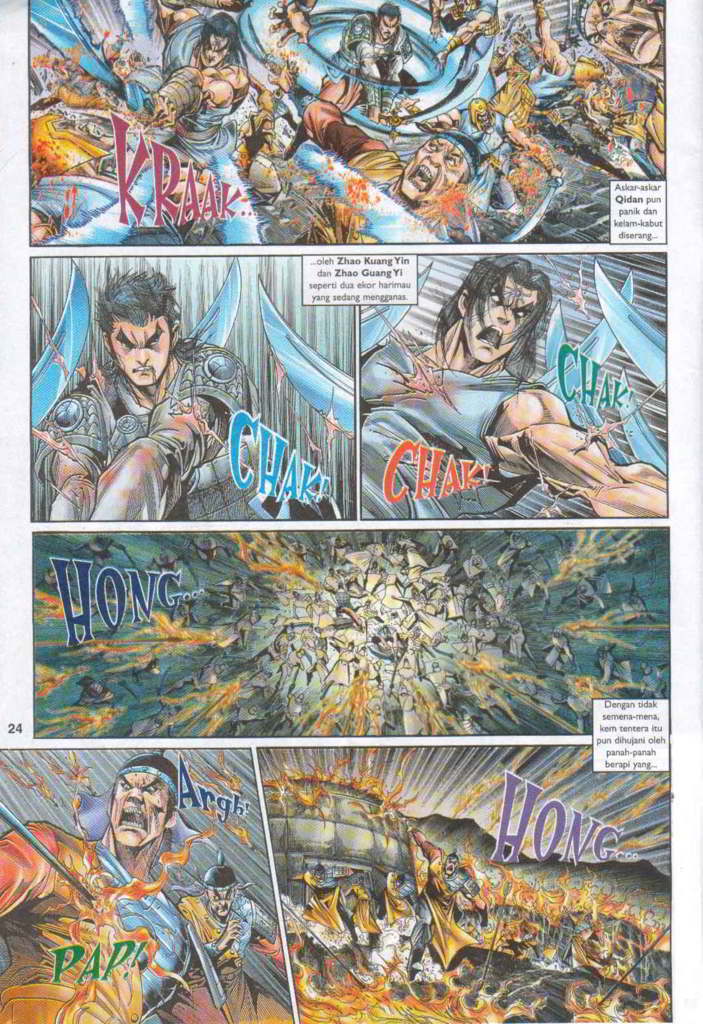 KRAAK...
Askar-askar
Qidan pun
panik dan
kelam-kabut
diserang...
...oleh Zhao Kuang Yin
dan Zhao Guang Yi
seperti dua ekor harimau
yang sedang mengganas.
CHAK!
CHAK!
CHAK!
HONG...
Dengan tidak
semena-mena,
kem tentera itu
pun dihujani oleh
panah-panah
berapi yang...
24
Argh!
HONG...
PAP!